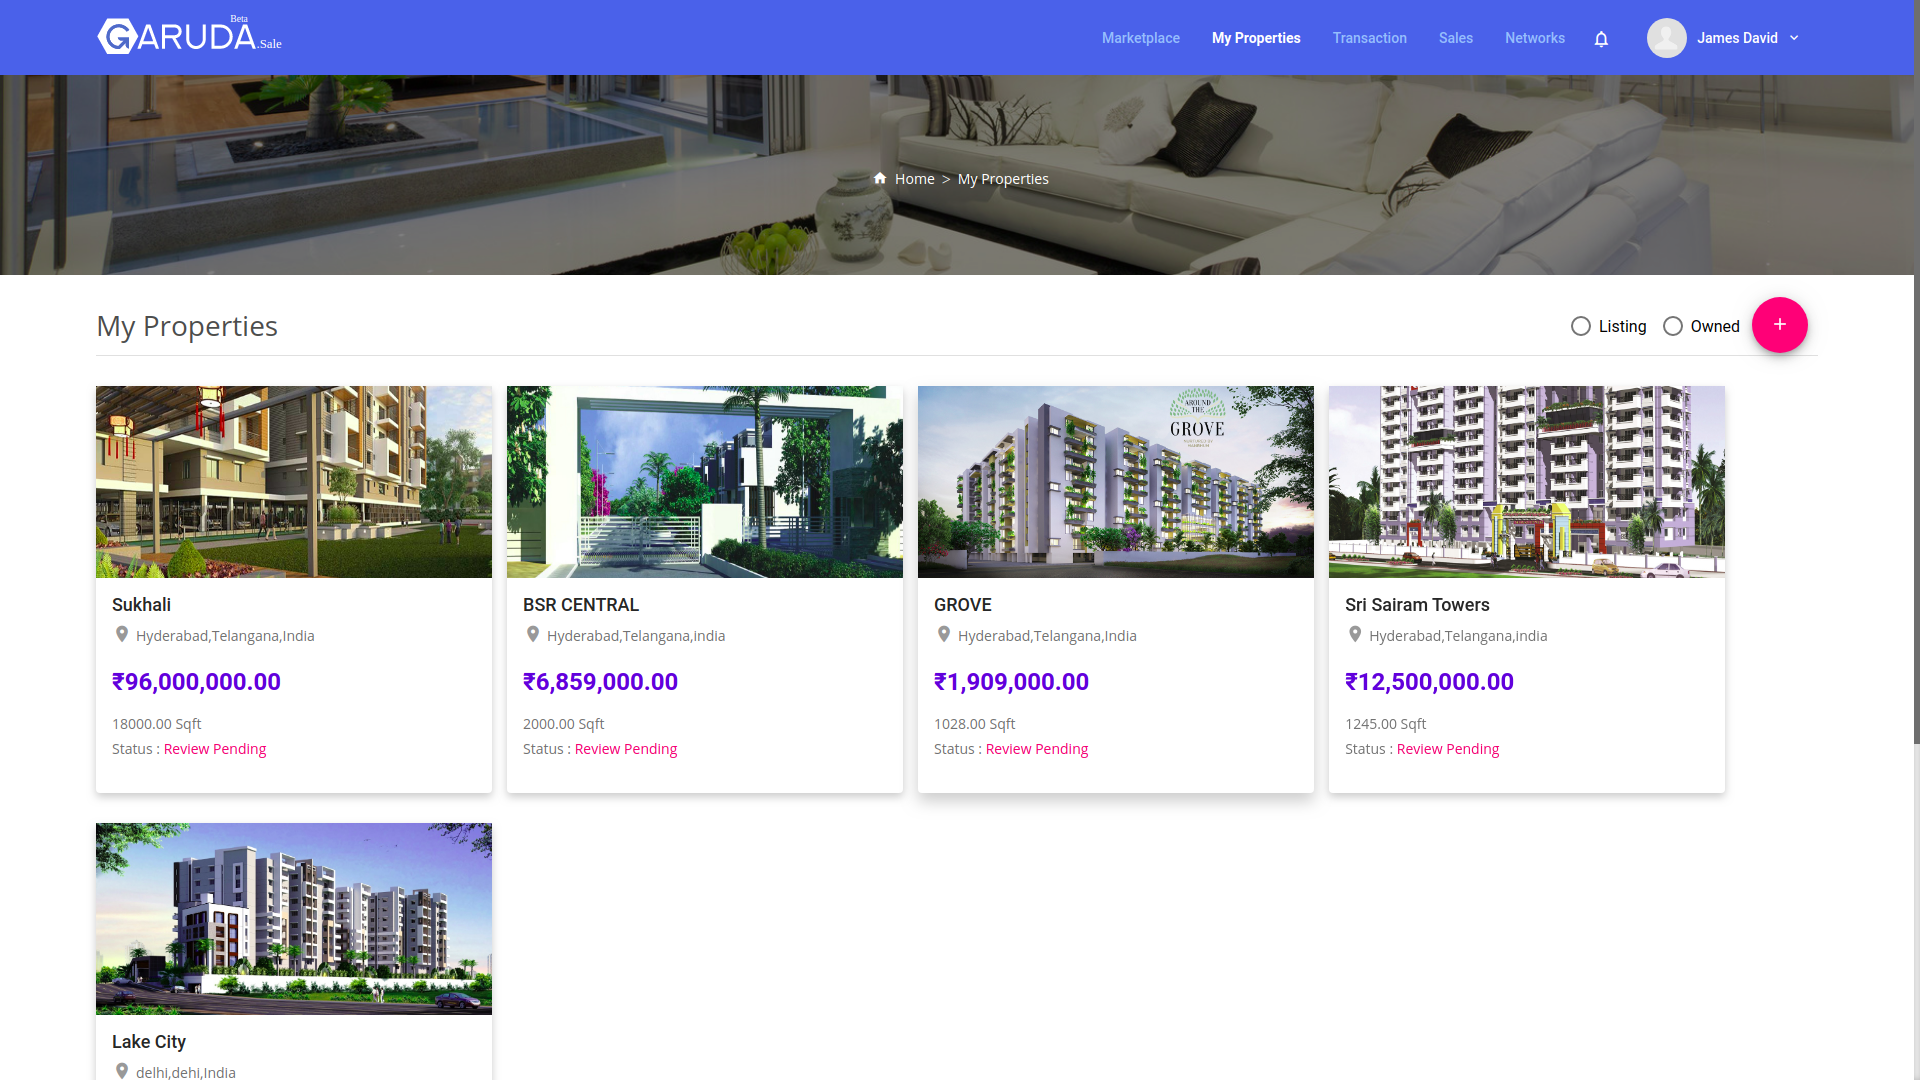 Beta
GARUDA.Sale
Marketplace
My Properties
Transaction
Sales
Networks
James David
Home > My Properties
My Properties
Listing
Owned
+
AROUND
THE
GROVE
Sukhali
Hyderabad,Telangana,India
₹96,000,000.00
18000.00 Sqft
Status : Review Pending
BSR CENTRAL
Hyderabad,Telangana,india
₹6,859,000.00
2000.00 Sqft
Status : Review Pending
GROVE
Hyderabad,Telangana,India
₹1,909,000.00
1028.00 Sqft
Status : Review Pending
Sri Sairam Towers
Hyderabad,Telangana,india
₹12,500,000.00
1245.00 Sqft
Status : Review Pending
Lake City
delhi,dehi,India